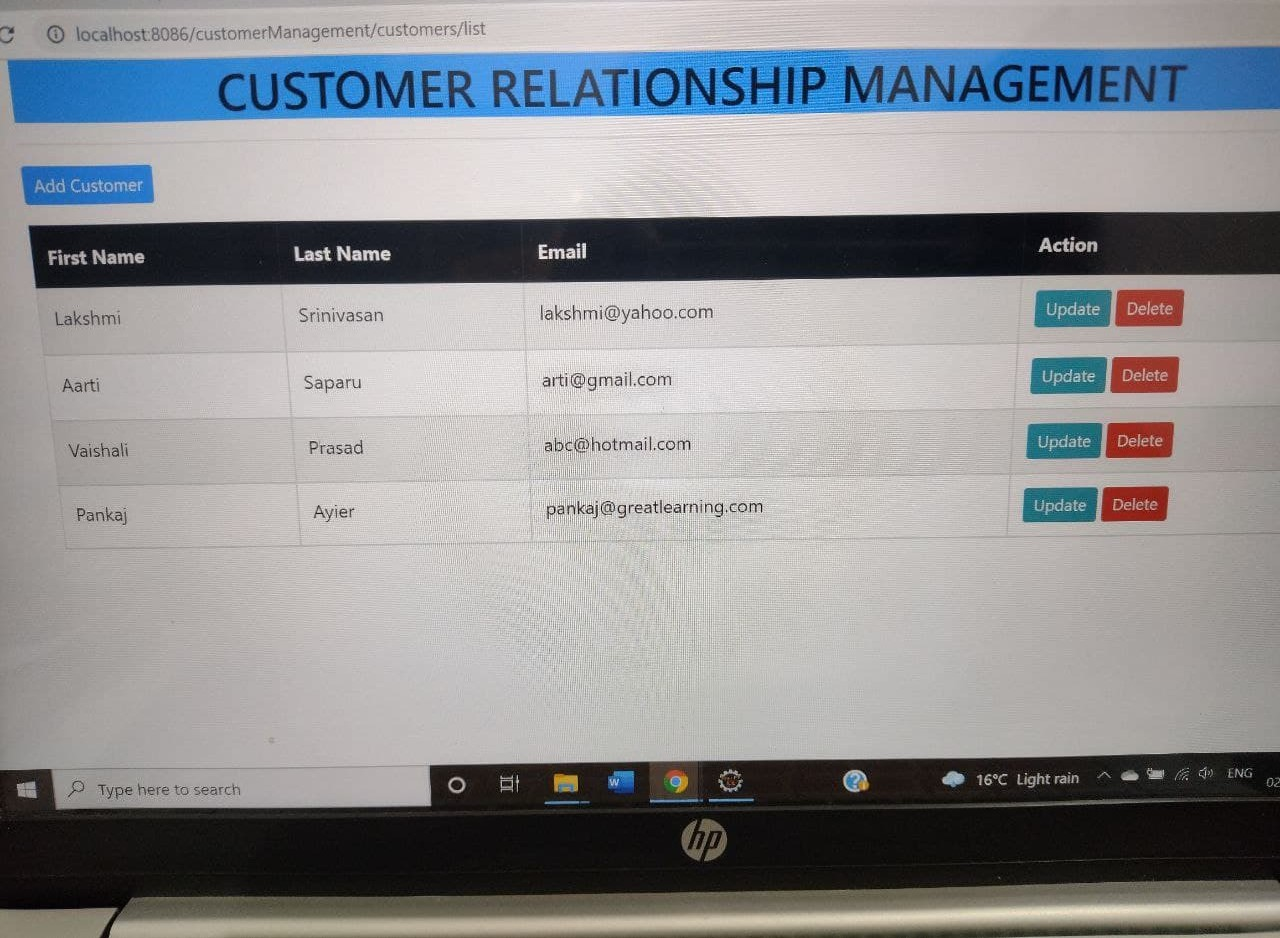 localhost:8086/customerManagement/customers/list
CUSTOMER RELATIONSHIP MANAGEMENT
Add Customer
First Name Last Name Email Action
Lakshmi Srinivasan lakshmi@yahoo.com Update Delete
Aarti Saparu arti@gmail.com Update Delete
Vaishali Prasad abc@hotmail.com Update Delete
Pankaj Ayier pankaj@greatlearning.com Update Delete
Type here to search W 16°C Light rain ENG 02
hp